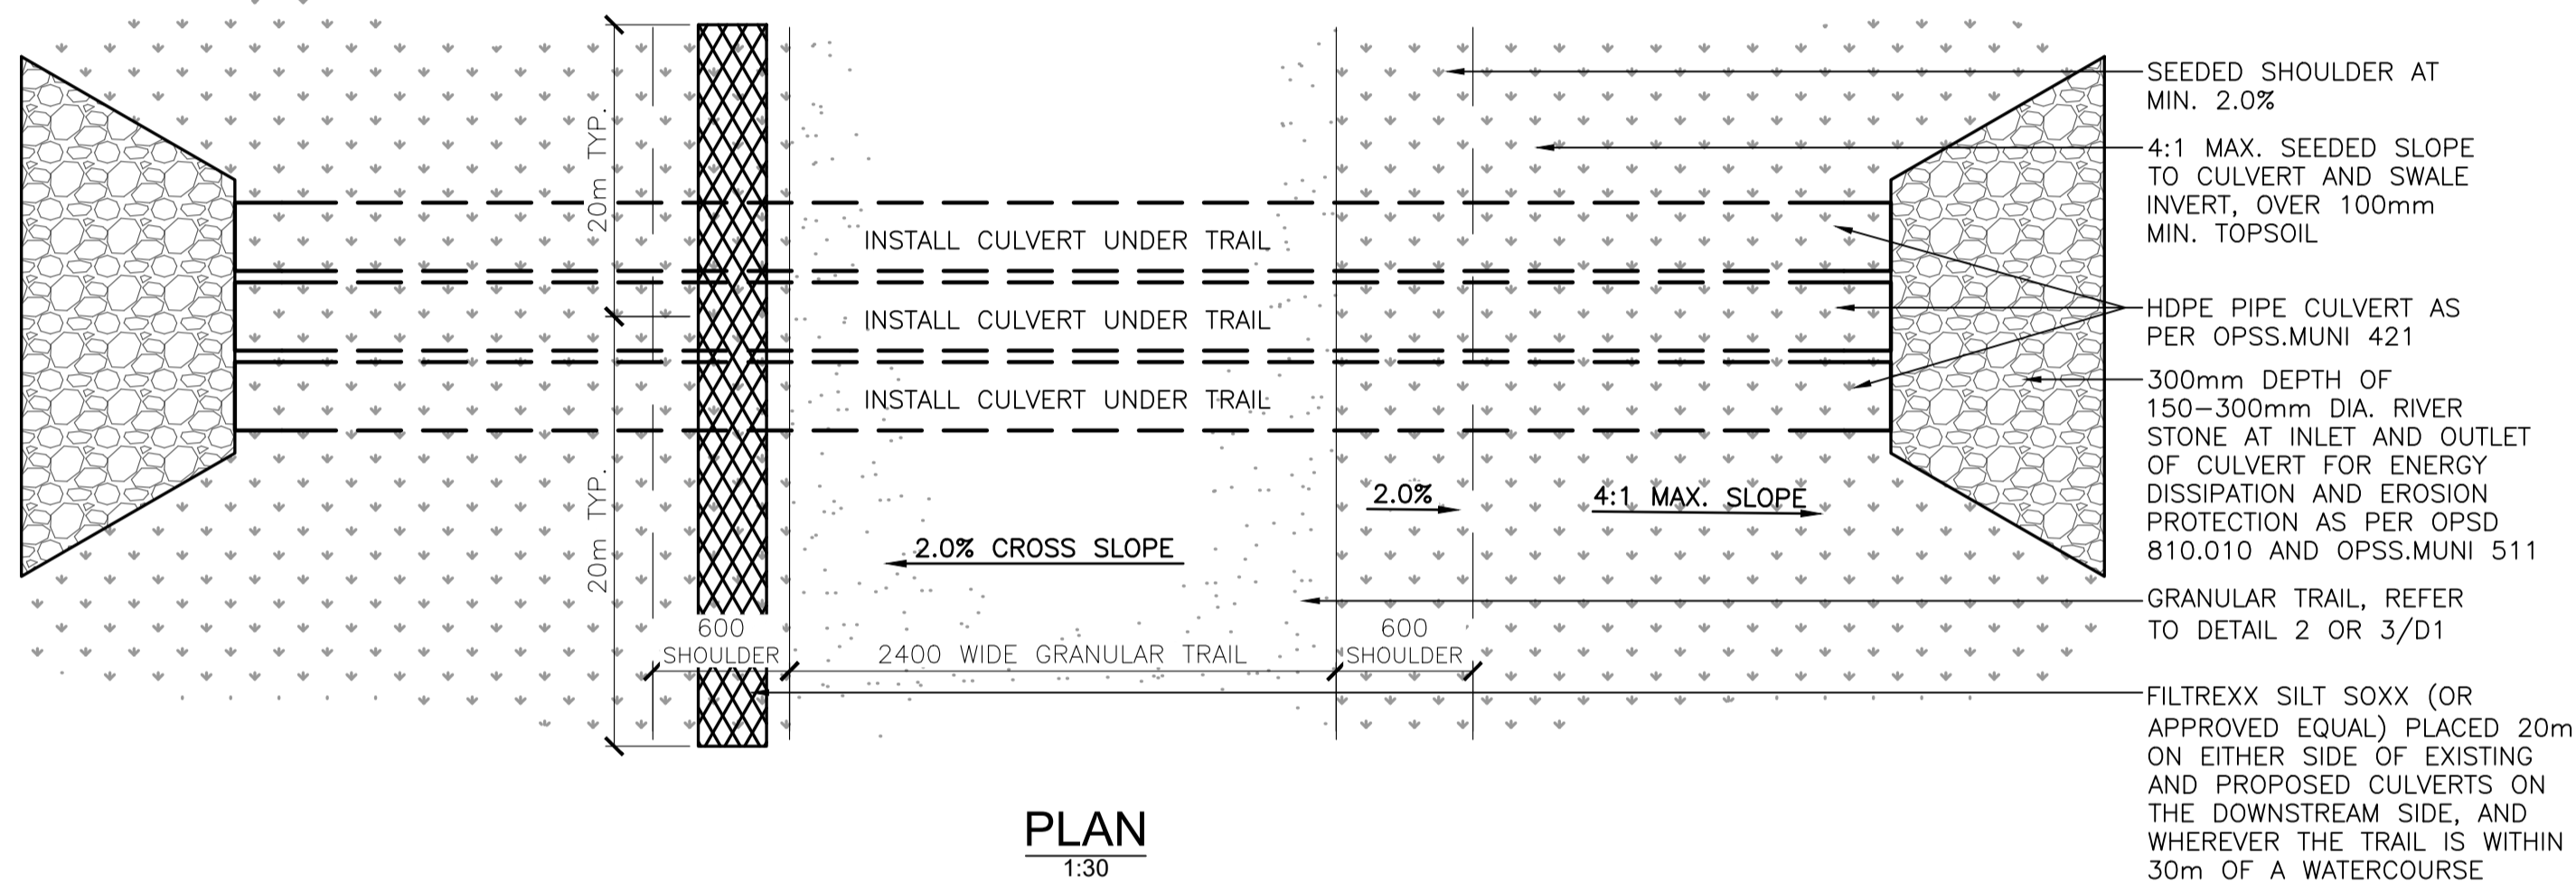 20m TYP.
20m TYP.
INSTALL CULVERT UNDER TRAIL
INSTALL CULVERT UNDER TRAIL
INSTALL CULVERT UNDER TRAIL
2.0%
4:1 MAX. SLOPE
2.0% CROSS SLOPE
600
SHOULDER
2400 WIDE GRANULAR TRAIL
600
SHOULDER
SEEDED SHOULDER AT
MIN. 2.0%
4:1 MAX. SEEDED SLOPE
TO CULVERT AND SWALE
INVERT, OVER 100mm
MIN. TOPSOIL
HDPE PIPE CULVERT AS
PER OPSS.MUNI 421
300mm DEPTH OF
150-300mm DIA. RIVER
STONE AT INLET AND OUTLET
OF CULVERT FOR ENERGY
DISSIPATION AND EROSION
PROTECTION AS PER OPSD
810.010 AND OPSS.MUNI 511
GRANULAR TRAIL, REFER
TO DETAIL 2 OR 3/D1
FILTREXX SILT SOXX (OR
APPROVED EQUAL) PLACED 20m
ON EITHER SIDE OF EXISTING
AND PROPOSED CULVERTS ON
THE DOWNSTREAM SIDE, AND
WHEREVER THE TRAIL IS WITHIN
30m OF A WATERCOURSE
PLAN
1:30